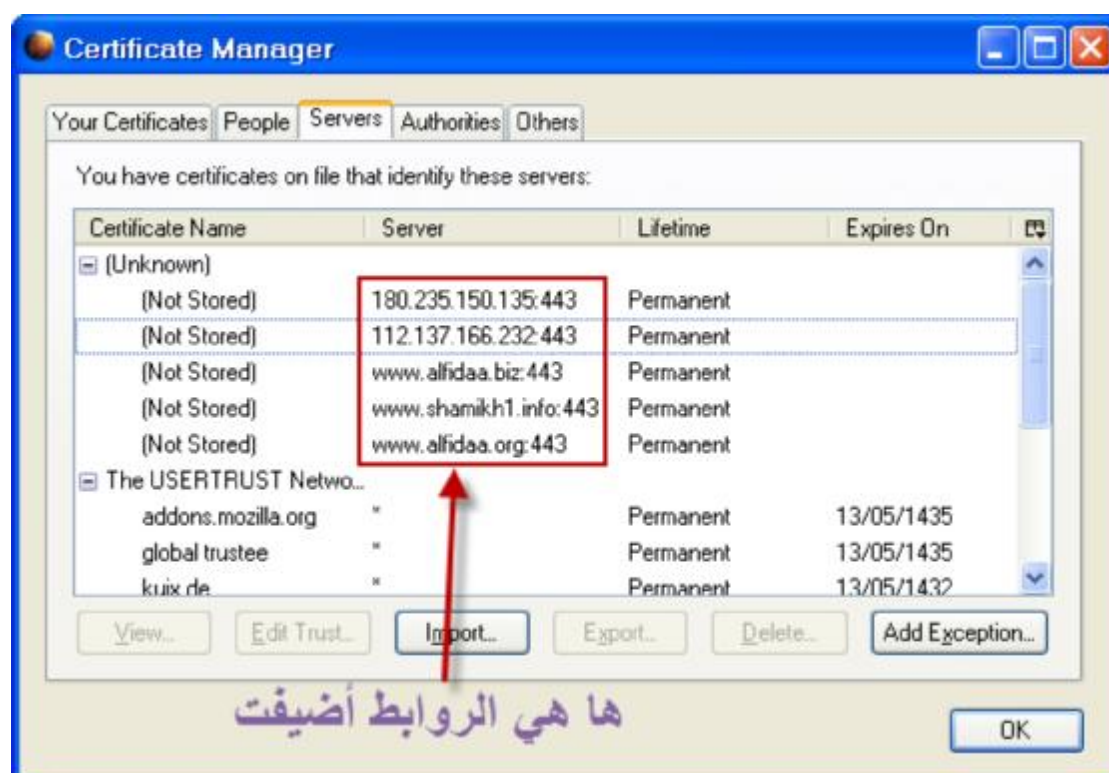 Certificate Manager
Your Certificates People Servers Authorities Others
You have certificates on file that identify these servers:
Certificate Name Server Lifetime Expires On
(Unknown)
(Not Stored) 180.235.150.135:443 Permanent
(Not Stored) 112.137.166.232:443 Permanent
(Not Stored) www.alfidaa.biz:443 Permanent
(Not Stored) www.shamikh1.info:443 Permanent
(Not Stored) www.alfidaa.org:443 Permanent
The USERTRUST Netwo...
addons.mozilla.org * Permanent 13/05/1435
global trustee * Permanent 13/05/1435
kuix.de * Permanent 13/05/1432
View... Edit Trust... Import... Export... Delete... Add Exception...
ها هي الروابط أضيفت
OK